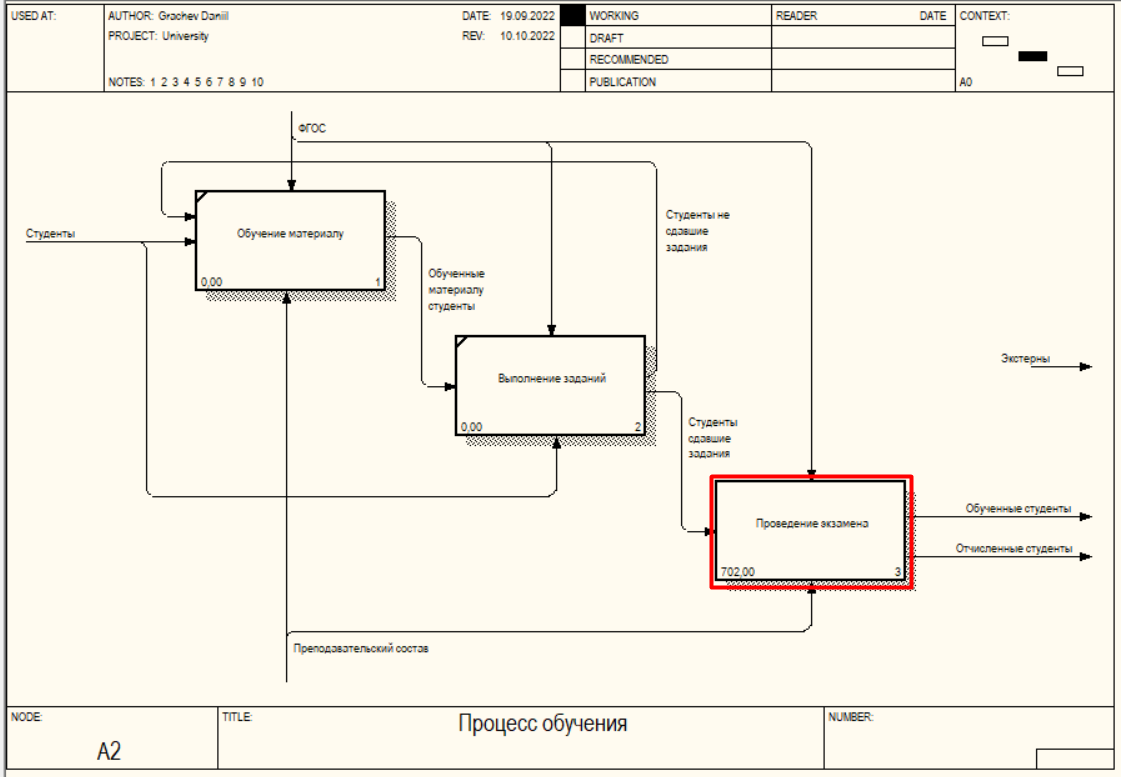 USED AT:
AUTHOR: Grachev Daniil
DATE: 19.09.2022
WORKING
READER
DATE
CONTEXT:
PROJECT: University
REV: 10.10.2022
DRAFT
RECOMMENDED
NOTES: 1 2 3 4 5 6 7 8 9 10
PUBLICATION
A0
ФГОС
Студенты
Обучение материалу
0,00
1
Студенты не
сдавшие
задания
Обученные
материалу
студенты
Выполнение заданий
0,00
2
Экстерны
Студенты
сдавшие
задания
Проведение экзамена
702,00
3
Обученные студенты
Отчисленные студенты
Преподавательский состав
NODE:
A2
TITLE:
Процесс обучения
NUMBER: